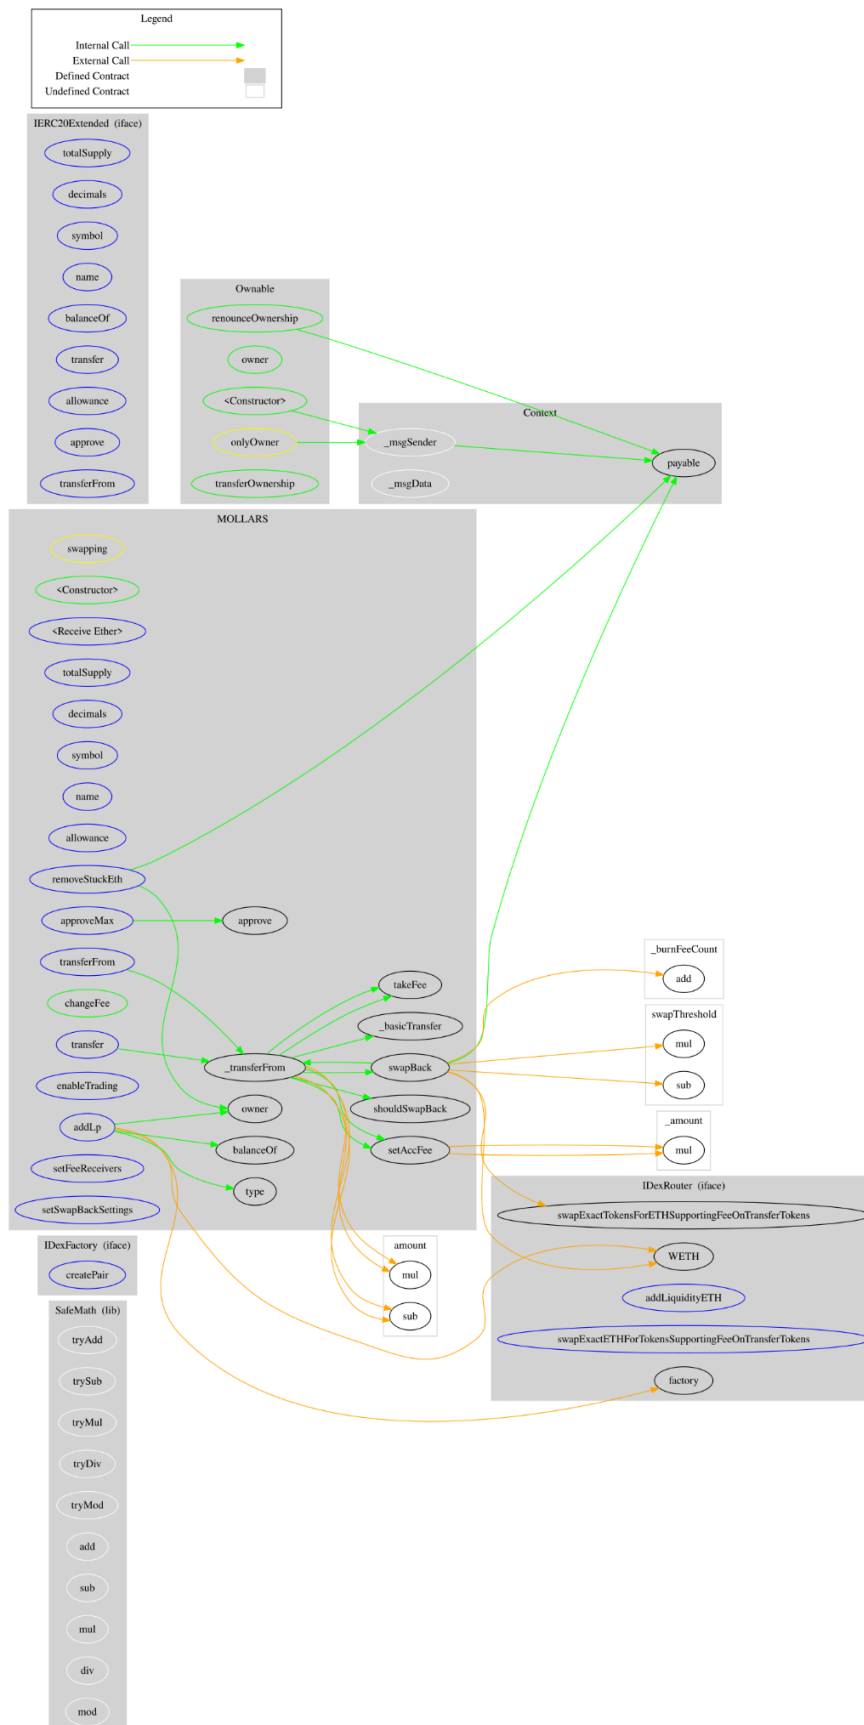 Legend
Internal Call
External Call
Defined Contract
Undefined Contract
IERC20Extended (iface)
totalSupply
decimals
symbol
name
balanceOf
transfer
allowance
approve
transferFrom
Ownable
renounceOwnership
owner
<Constructor>
onlyOwner
transferOwnership
Context
_msgSender
_msgData
payable
MOLLARS
swapping
<Constructor>
<Receive Ether>
totalSupply
decimals
symbol
name
allowance
removeStuckEth
approveMax
transferFrom
changeFee
transfer
enableTrading
addLp
setFeeReceivers
setSwapBackSettings
approve
_transferFrom
owner
balanceOf
type
takeFee
_basicTransfer
swapBack
shouldSwapBack
setAccFee
_burnFeeCount
add
swapThreshold
mul
sub
_amount
mul
IDexRouter (iface)
swapExactTokensForETHSupportingFeeOnTransferTokens
WETH
addLiquidityETH
swapExactETHForTokensSupportingFeeOnTransferTokens
factory
amount
mul
sub
IDexFactory (iface)
createPair
SafeMath (lib)
tryAdd
trySub
tryMul
tryDiv
tryMod
add
sub
mul
div
mod